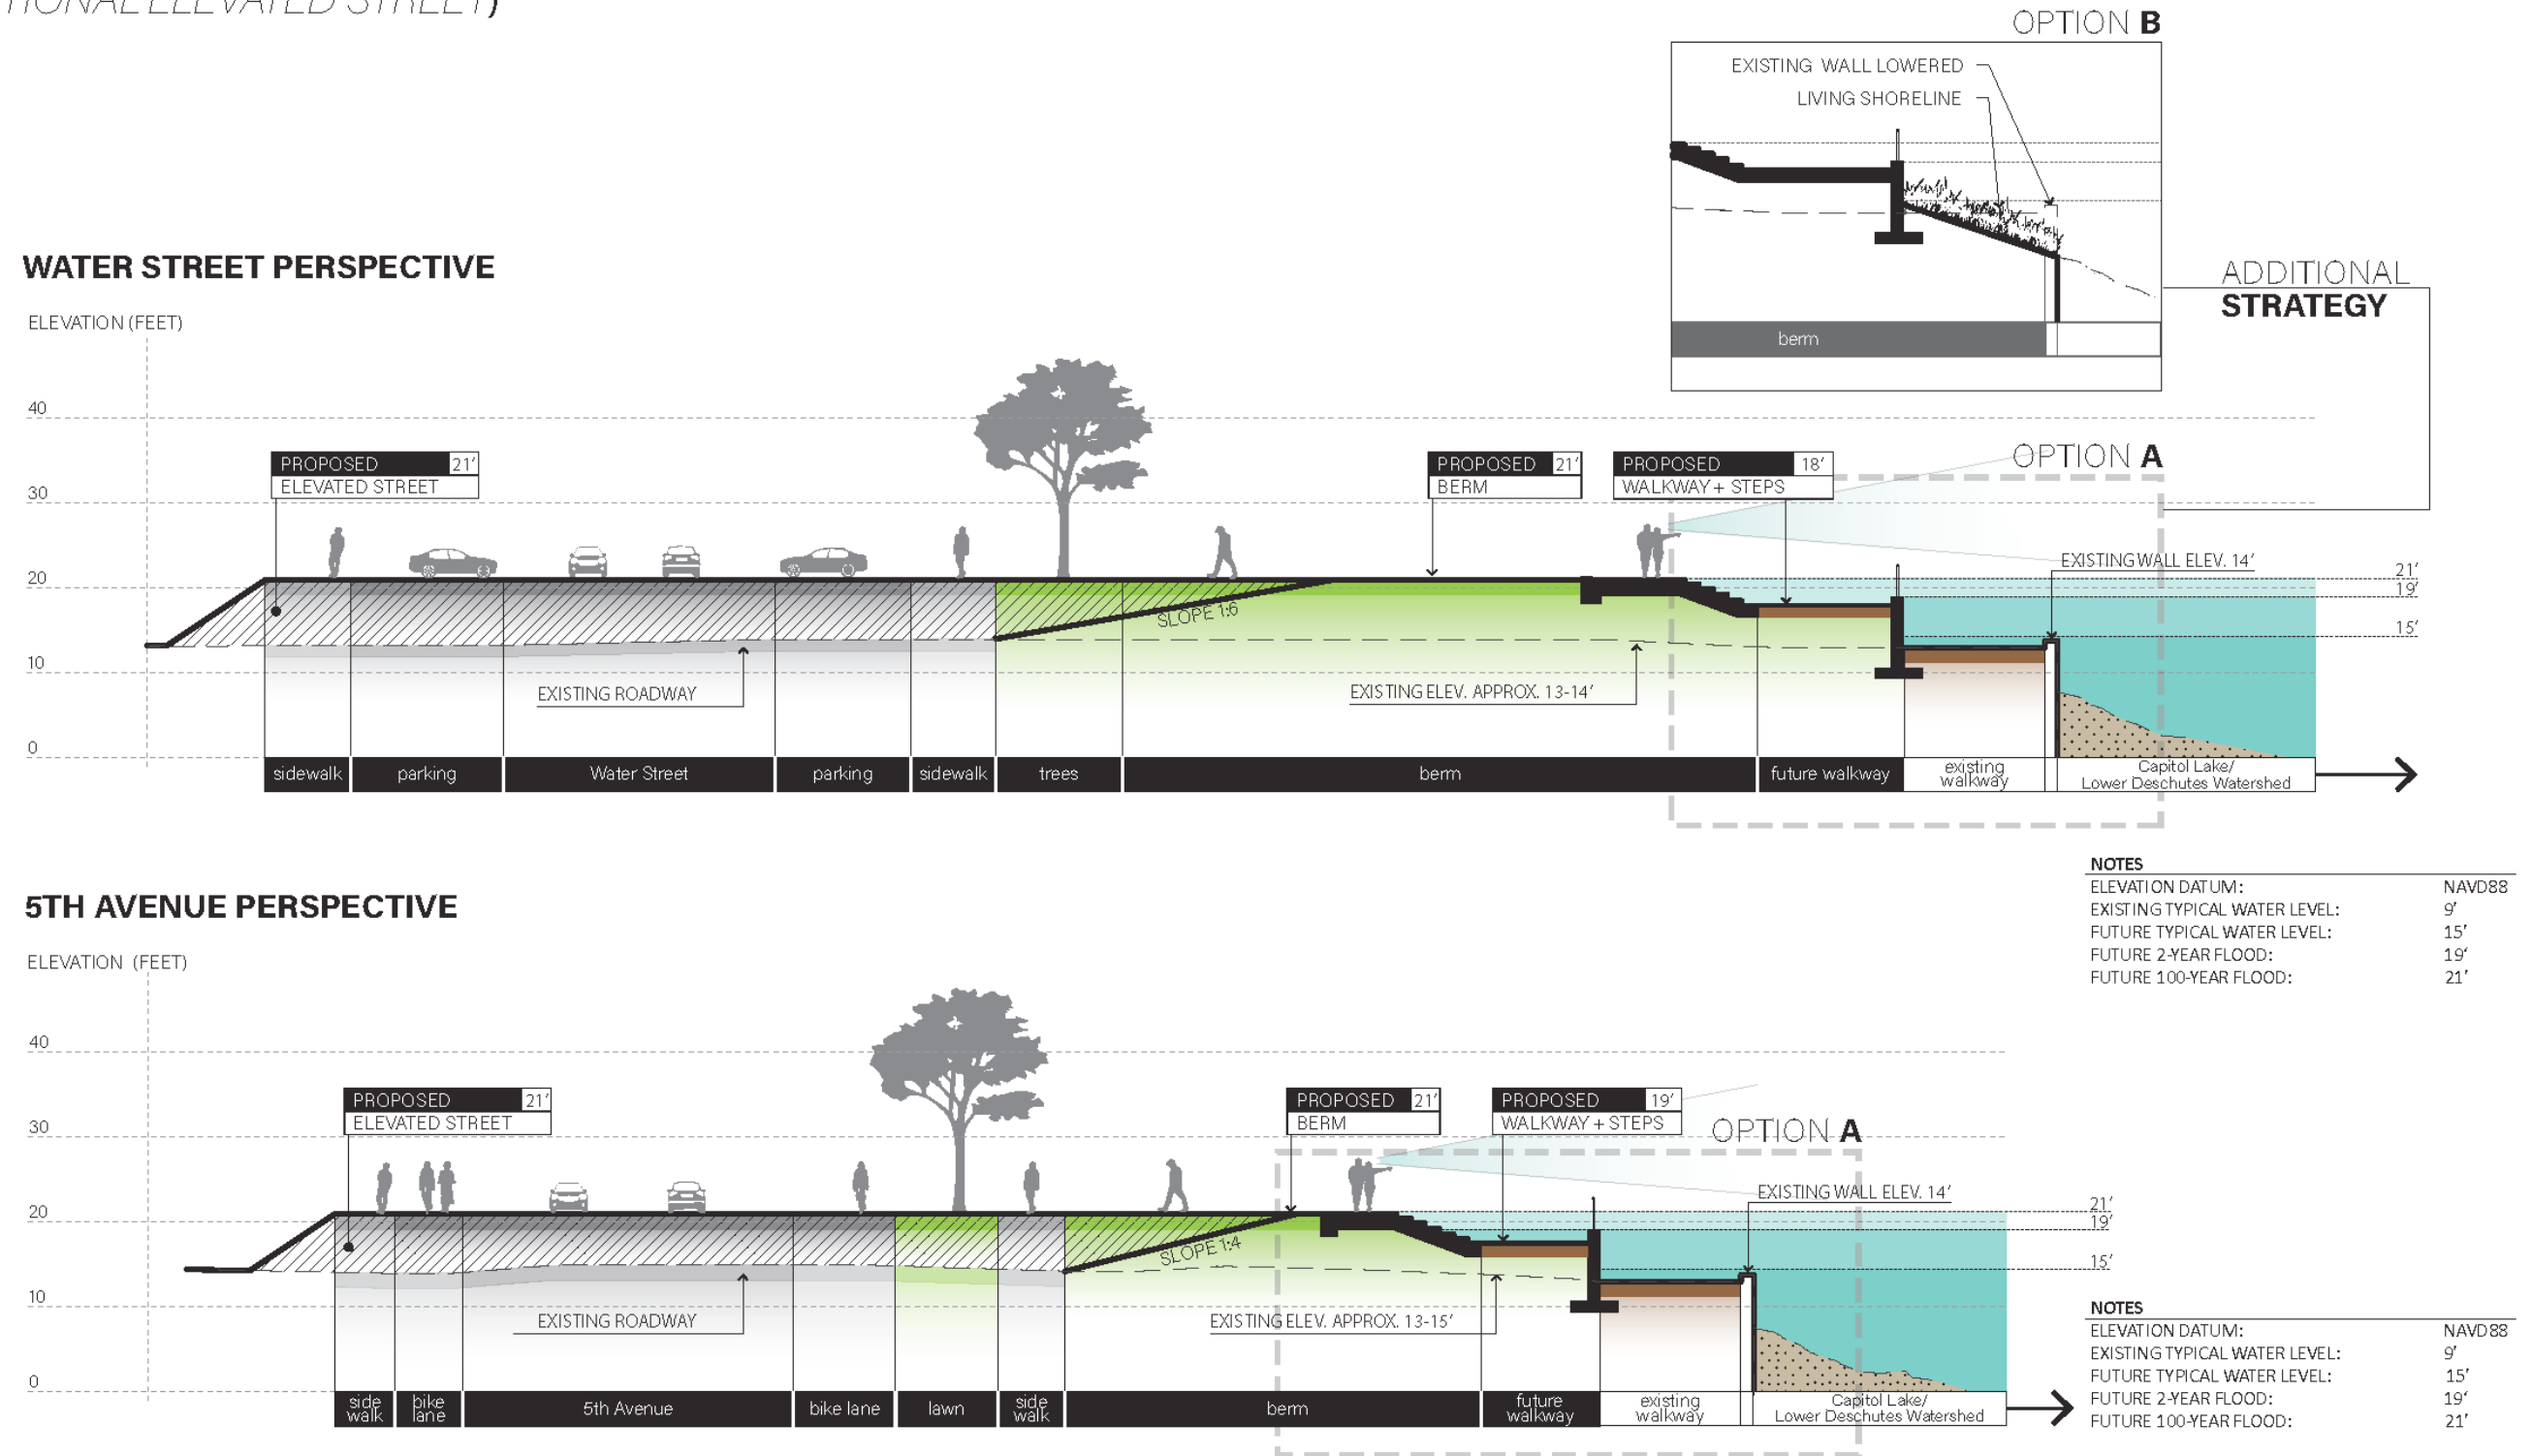 TIONAL ELEVATED STREET)
OPTION B
EXISTING WALL LOWERED
LIVING SHORELINE
berm
ADDITIONAL
STRATEGY
WATER STREET PERSPECTIVE
ELEVATION (FEET)
40
30
20
10
0
PROPOSED 21'
ELEVATED STREET
PROPOSED 21'
BERM
PROPOSED 18'
WALKWAY + STEPS
OPTION A
EXISTING WALL ELEV. 14'
21'
19'
15'
SLOPE 1:6
EXISTING ROADWAY
EXISTING ELEV. APPROX. 13-14'
sidewalk
parking
Water Street
parking
sidewalk
trees
berm
future walkway
existing
walkway
Capitol Lake/
Lower Deschutes Watershed
NOTES
ELEVATION DATUM: NAVD88
EXISTING TYPICAL WATER LEVEL: 9'
FUTURE TYPICAL WATER LEVEL: 15'
FUTURE 2-YEAR FLOOD: 19'
FUTURE 100-YEAR FLOOD: 21'
5TH AVENUE PERSPECTIVE
ELEVATION (FEET)
40
30
20
10
0
PROPOSED 21'
ELEVATED STREET
PROPOSED 21'
BERM
PROPOSED 19'
WALKWAY + STEPS
OPTION A
EXISTING WALL ELEV. 14'
21'
19'
15'
SLOPE 1:4
EXISTING ROADWAY
EXISTING ELEV. APPROX. 13-15'
side
walk
bike
lane
5th Avenue
bike lane
lawn
side
walk
berm
future
walkway
existing
walkway
Capitol Lake/
Lower Deschutes Watershed
NOTES
ELEVATION DATUM: NAVD88
EXISTING TYPICAL WATER LEVEL: 9'
FUTURE TYPICAL WATER LEVEL: 15'
FUTURE 2-YEAR FLOOD: 19'
FUTURE 100-YEAR FLOOD: 21'